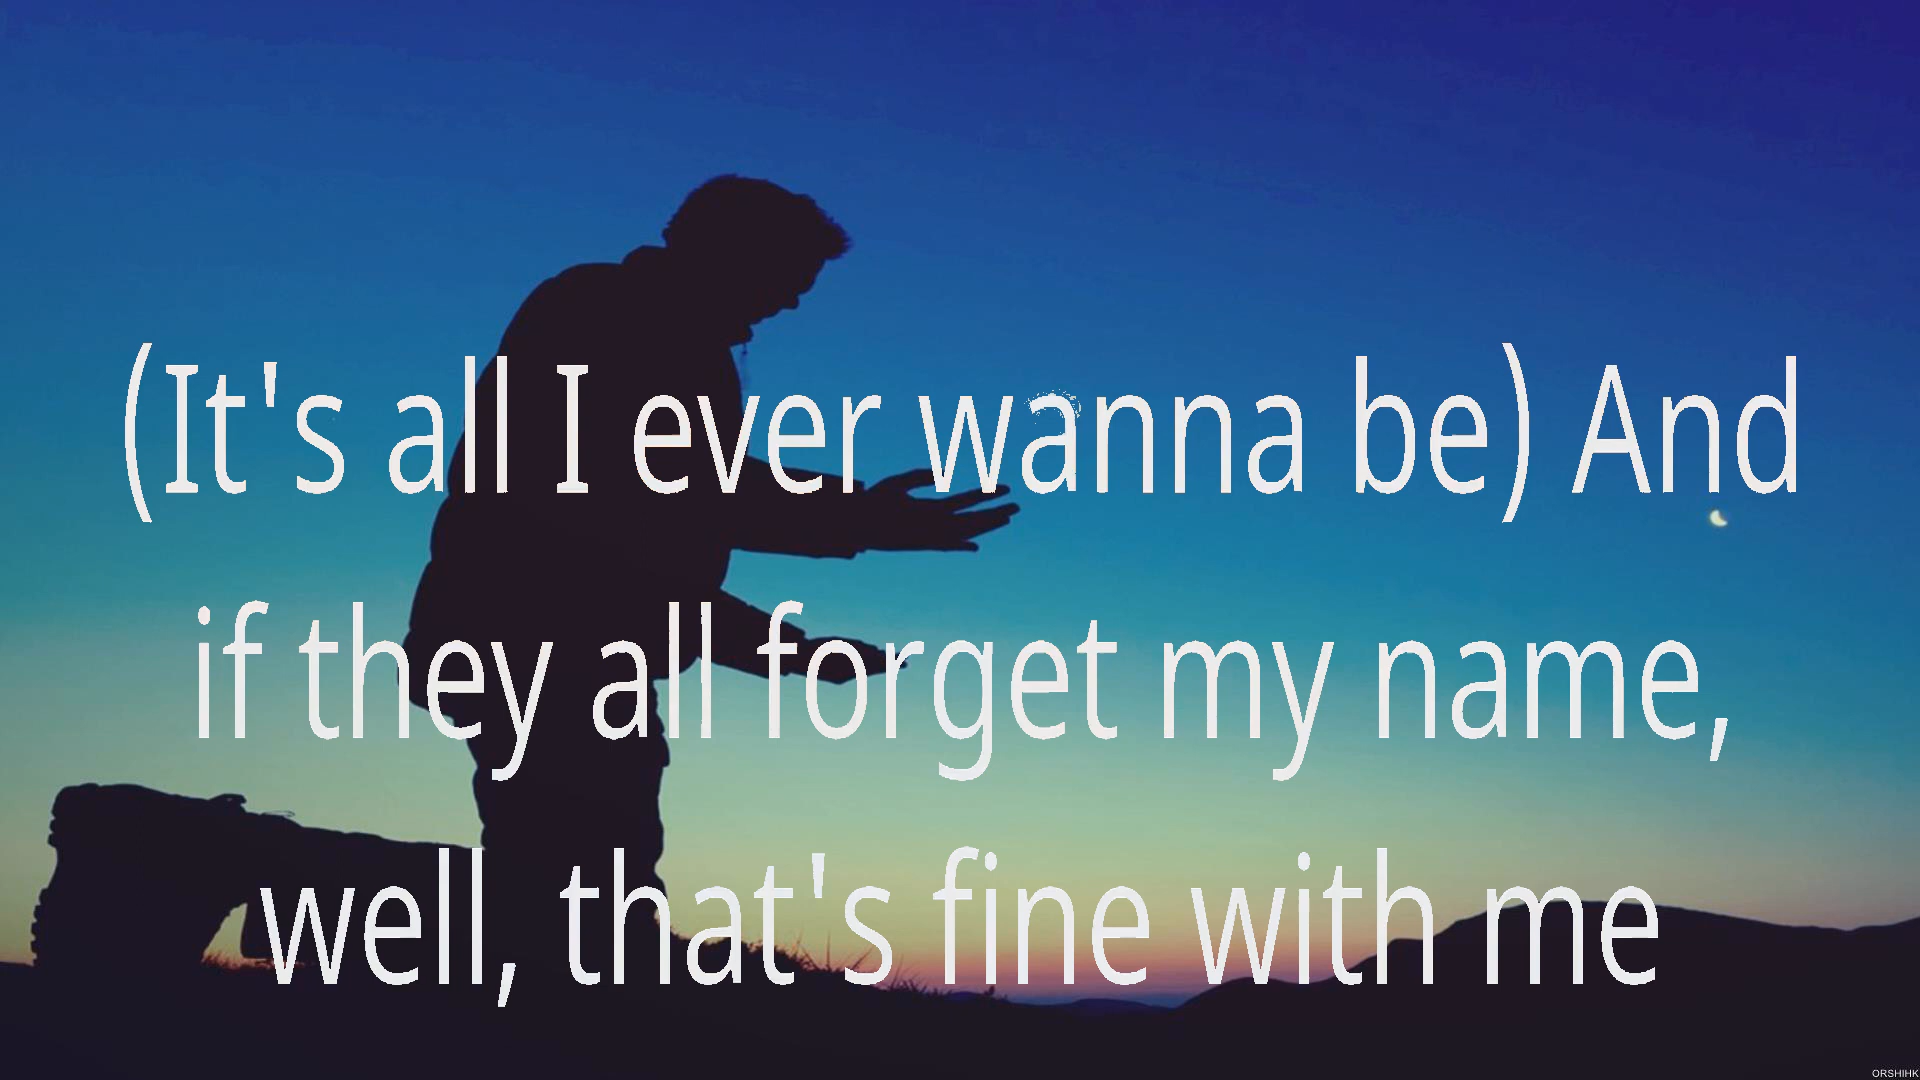 (It's all I ever wanna be) And
if they all forget my name,
well, that's fine with me
ORSHIHK